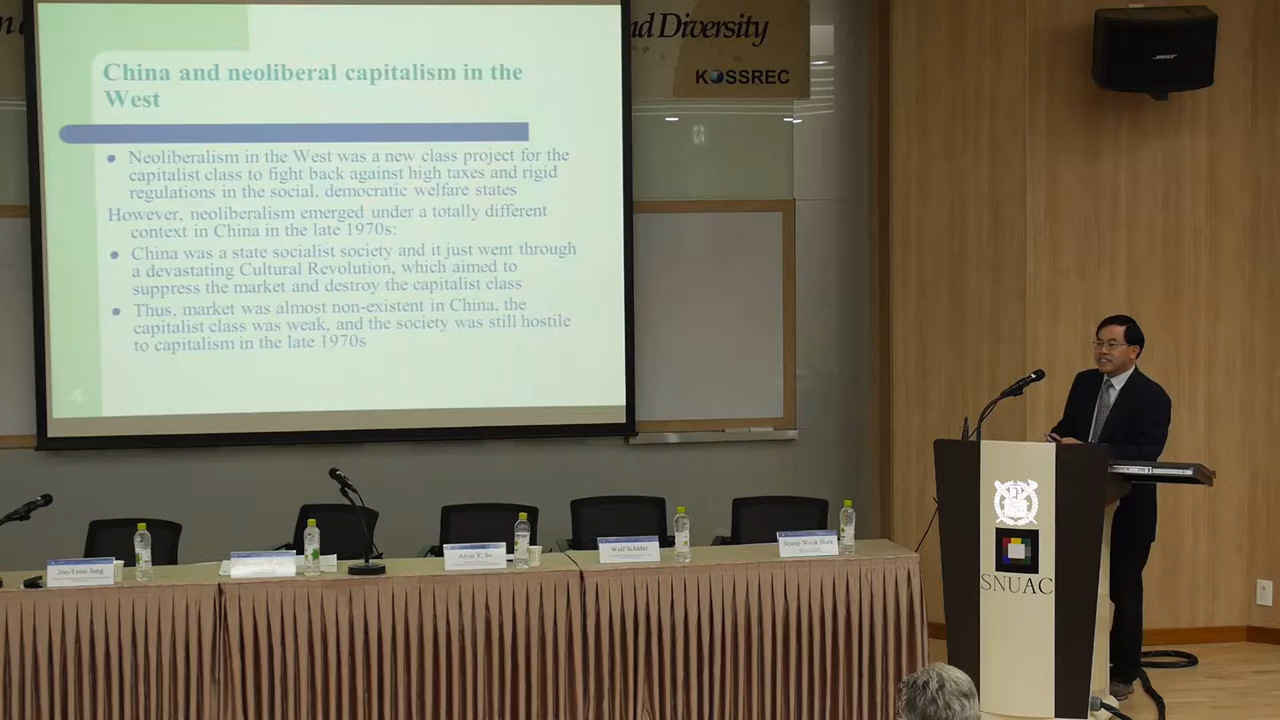 nd Diversity
KOSSREC
BOSE
China and neoliberal capitalism in the
West
Neoliberalism in the West was a new class project for the
capitalist class to fight back against high taxes and rigid
regulations in the social, democratic welfare states
However, neoliberalism emerged under a totally different
context in China in the late 1970s:
China was a state socialist society and it just went through
a devastating Cultural Revolution, which aimed to
suppress the market and destroy the capitalist class
Thus, market was almost non-existent in China, the
capitalist class was weak, and the society was still hostile
to capitalism in the late 1970s
4
Alvin Y. So
Wolf Schäfer
SNUAC